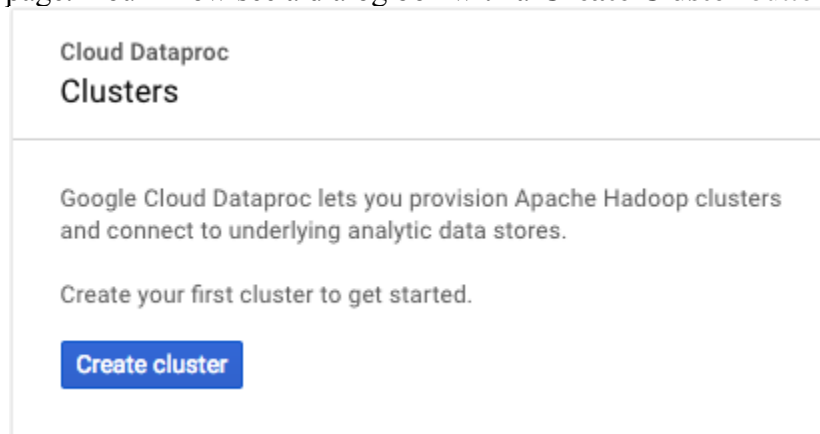 Cloud Dataproc
Clusters
Google Cloud Dataproc lets you provision Apache Hadoop clusters
and connect to underlying analytic data stores.
Create your first cluster to get started.
Create cluster